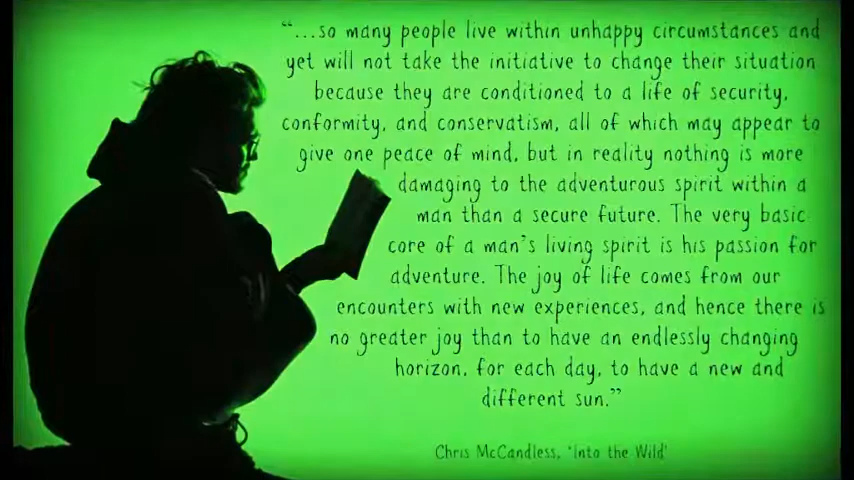 “...so many people live within unhappy circumstances and
yet will not take the initiative to change their situation
because they are conditioned to a life of security,
conformity, and conservatism, all of which may appear to
give one peace of mind, but in reality nothing is more
damaging to the adventurous spirit within a
man than a secure future. The very basic
core of a man's living spirit is his passion for
adventure. The joy of life comes from our
encounters with new experiences, and hence there is
no greater joy than to have an endlessly changing
horizon, for each day, to have a new and
different sun.”
Chris McCandless, 'Into the Wild'